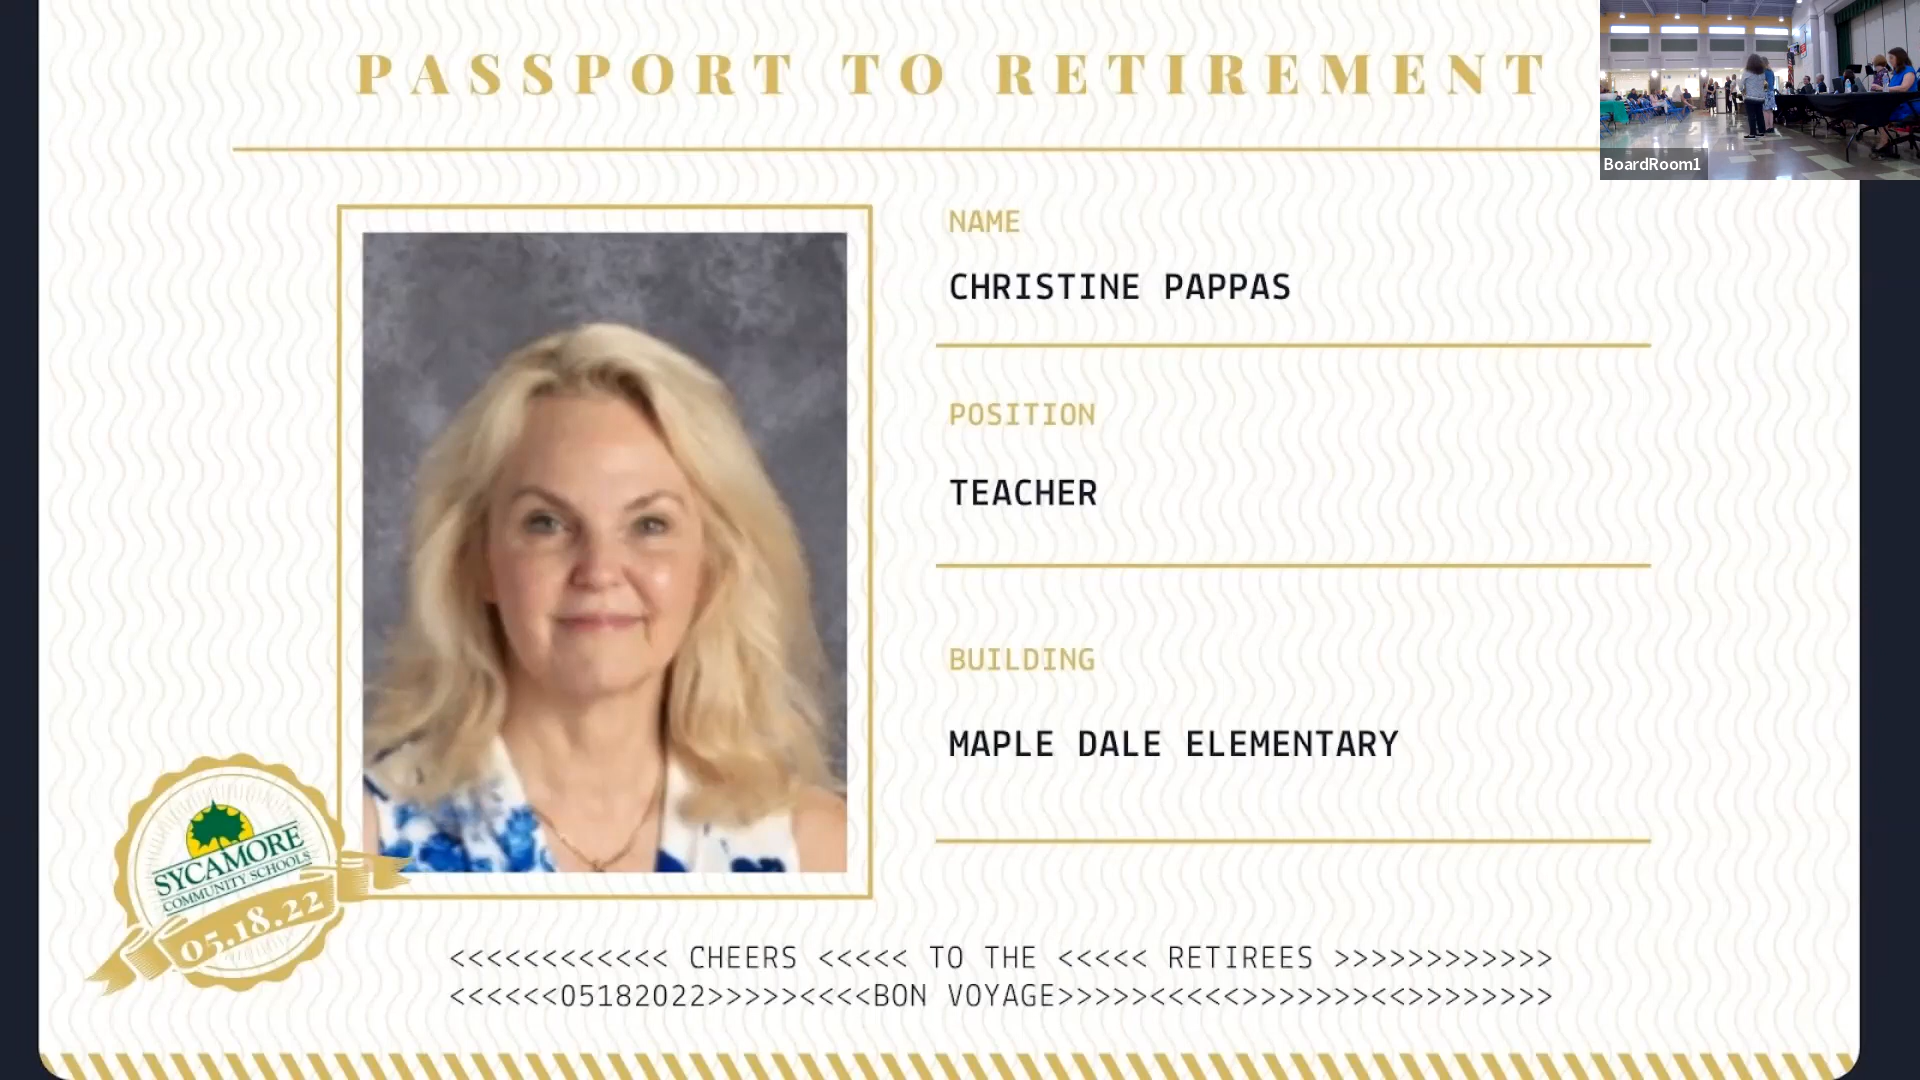 PASSPORT TO RETIREMENT
BoardRoom1
NAME
CHRISTINE PAPPAS
POSITION
TEACHER
BUILDING
MAPLE DALE ELEMENTARY
SYCAMORE
COMMUNITY SCHOOLS
05.18.22
<<<<<<<<<<<< CHEERS <<<<< TO THE <<<<< RETIREES >>>>>>>>>>>>
<<<<<<05182022>>>>><<<<BON VOYAGE>>>>><<<<<>>>>>>><<>>>>>>>>